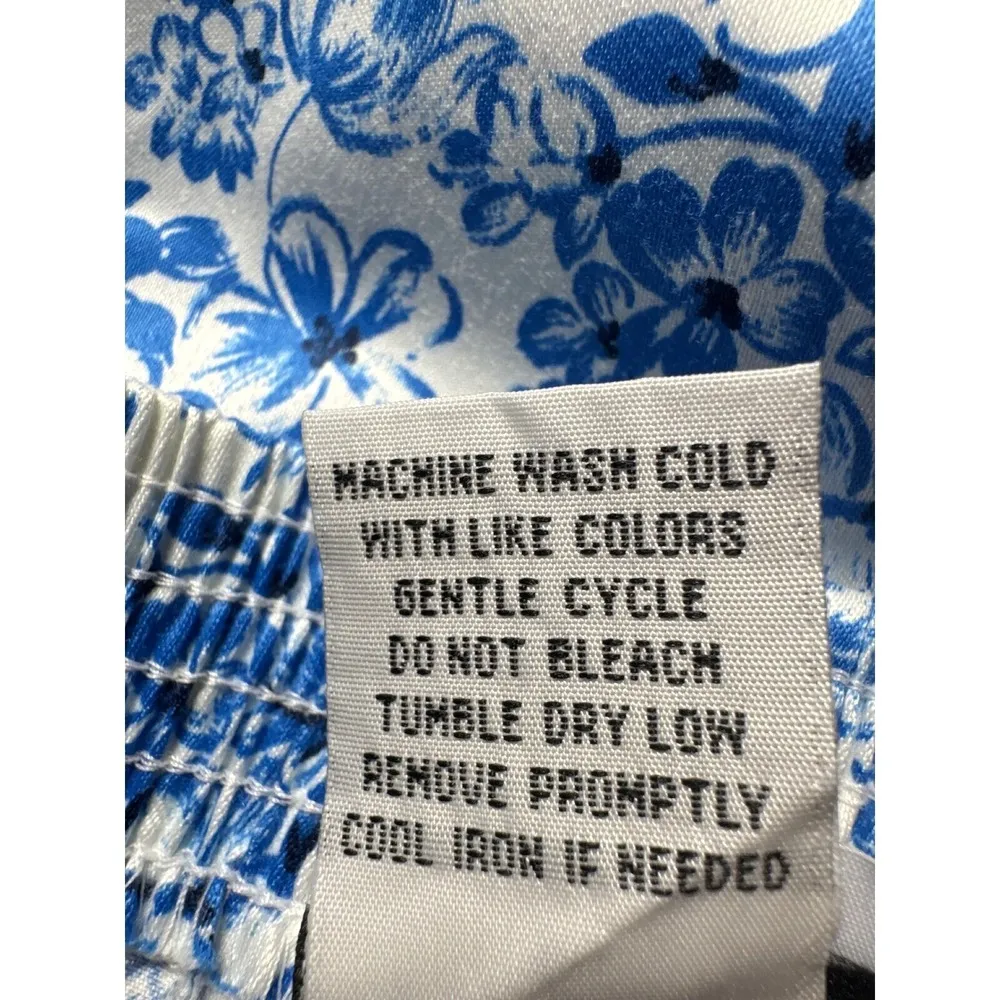 MACHINE WASH COLD
WITH LIKE COLORS
GENTLE CYCLE
DO NOT BLEACH
TUMBLE DRY LOW
REMOVE PROMPTLY
COOL IRON IF NEEDED